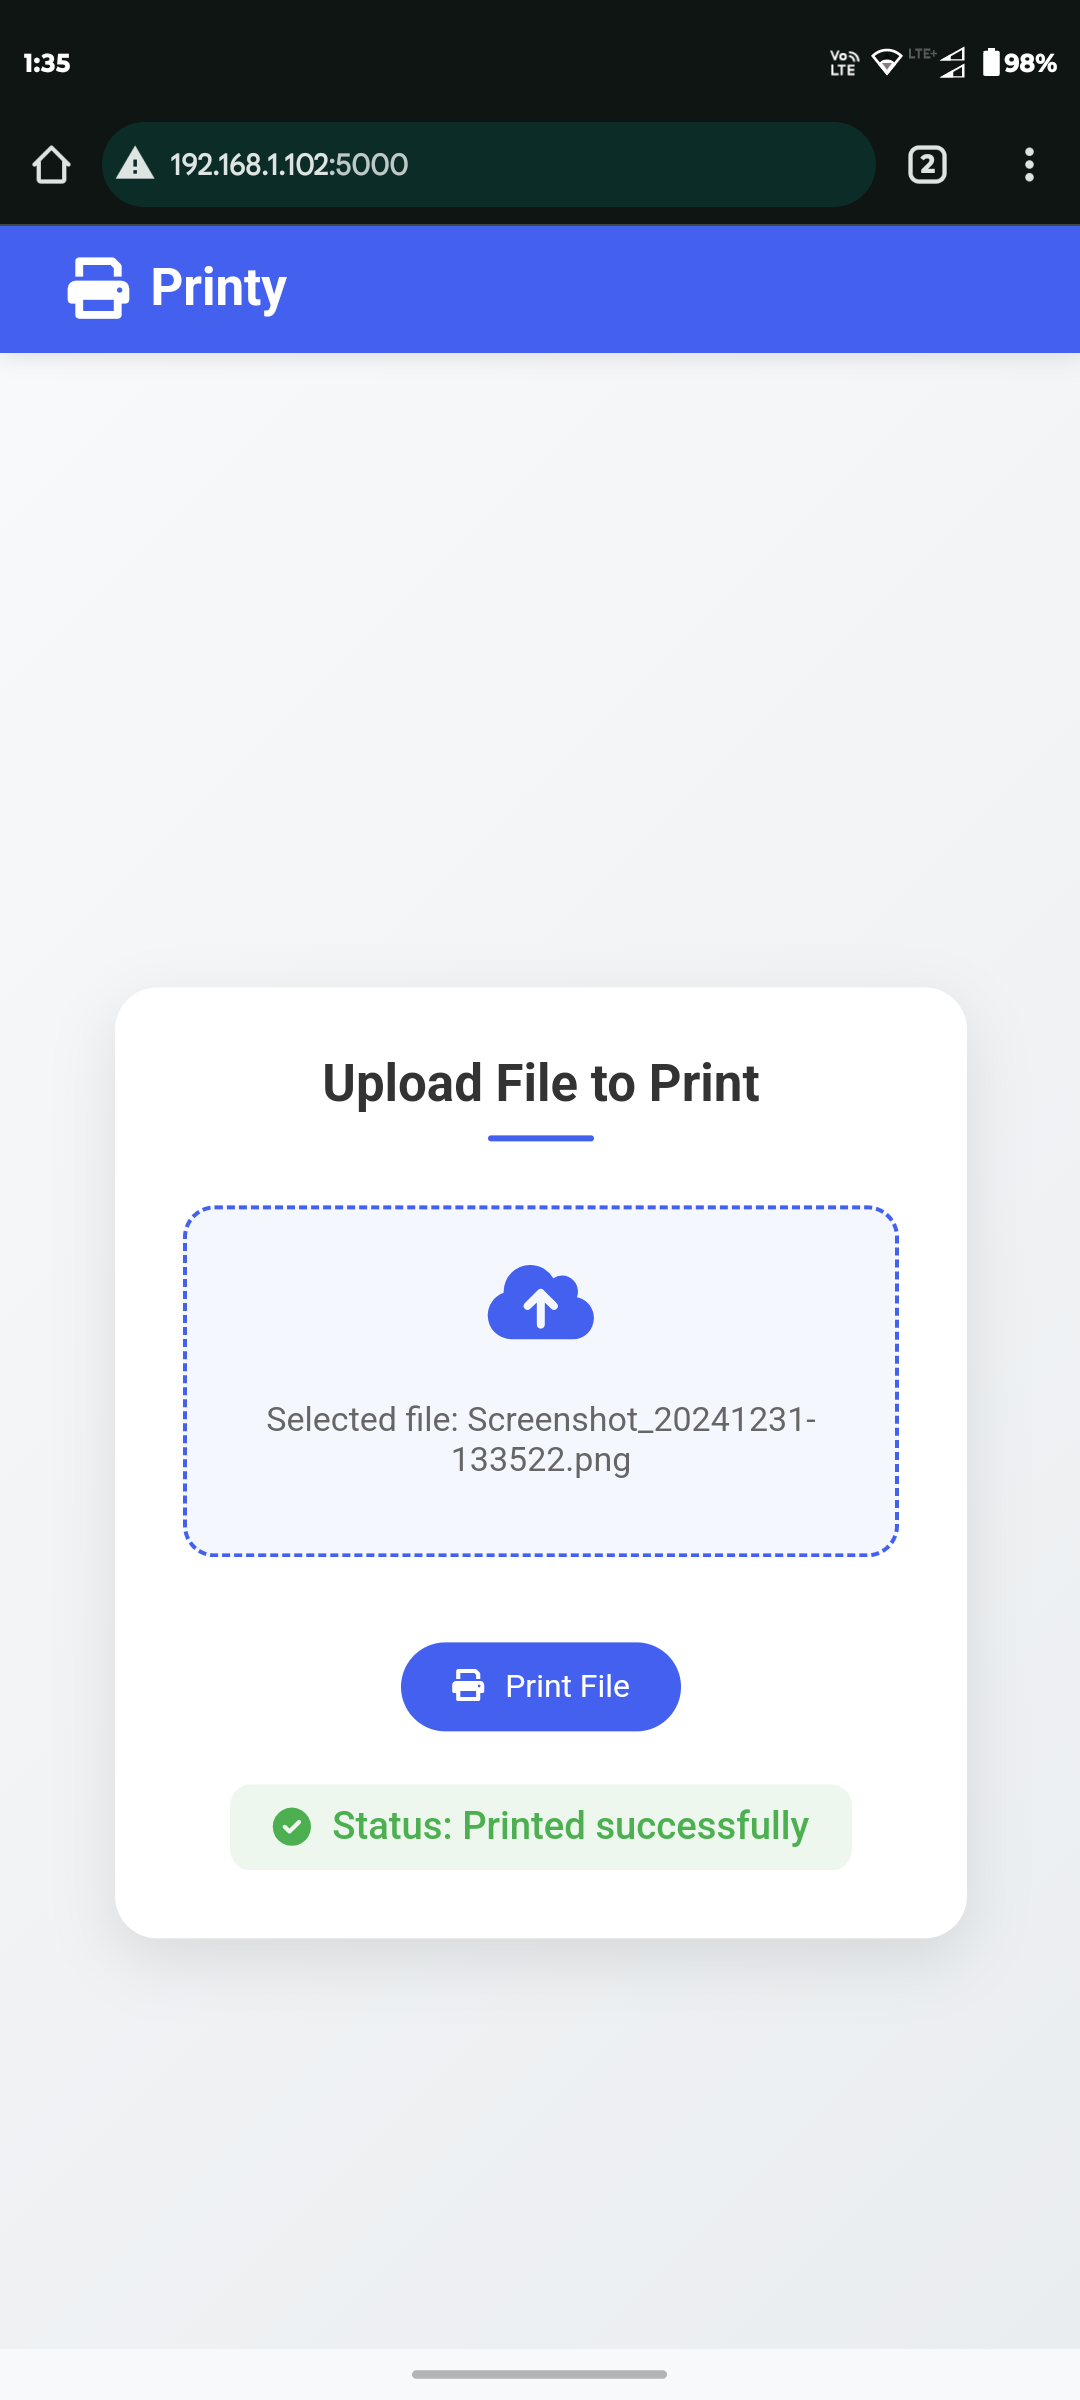 1:35
Vo
LTE
LTE+
98%
192.168.1.102:5000
2
Printy
Upload File to Print
Selected file: Screenshot_20241231-
133522.png
Print File
Status: Printed successfully